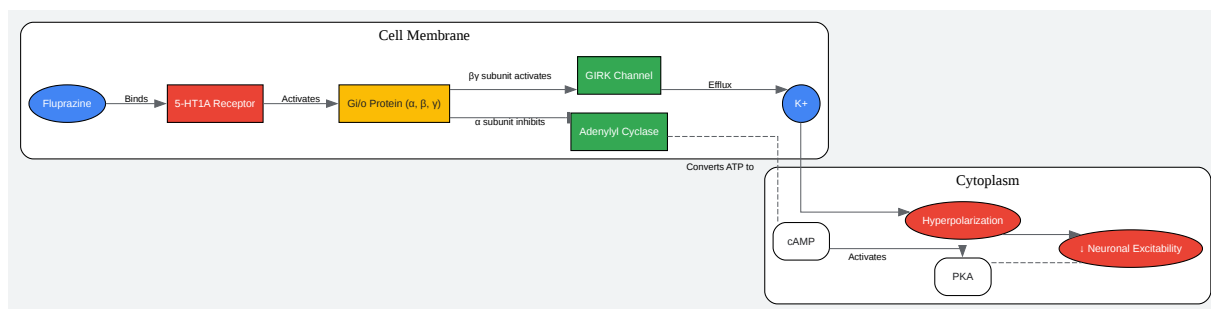 Cell Membrane
Fluprazine
Binds
5-HT1A Receptor
Activates
Gi/o Protein (α, β, γ)
βγ subunit activates
GIRK Channel
Efflux
K+
α subunit inhibits
Adenylyl Cyclase
Converts ATP to
Cytoplasm
Hyperpolarization
cAMP
Activates
PKA
↓ Neuronal Excitability